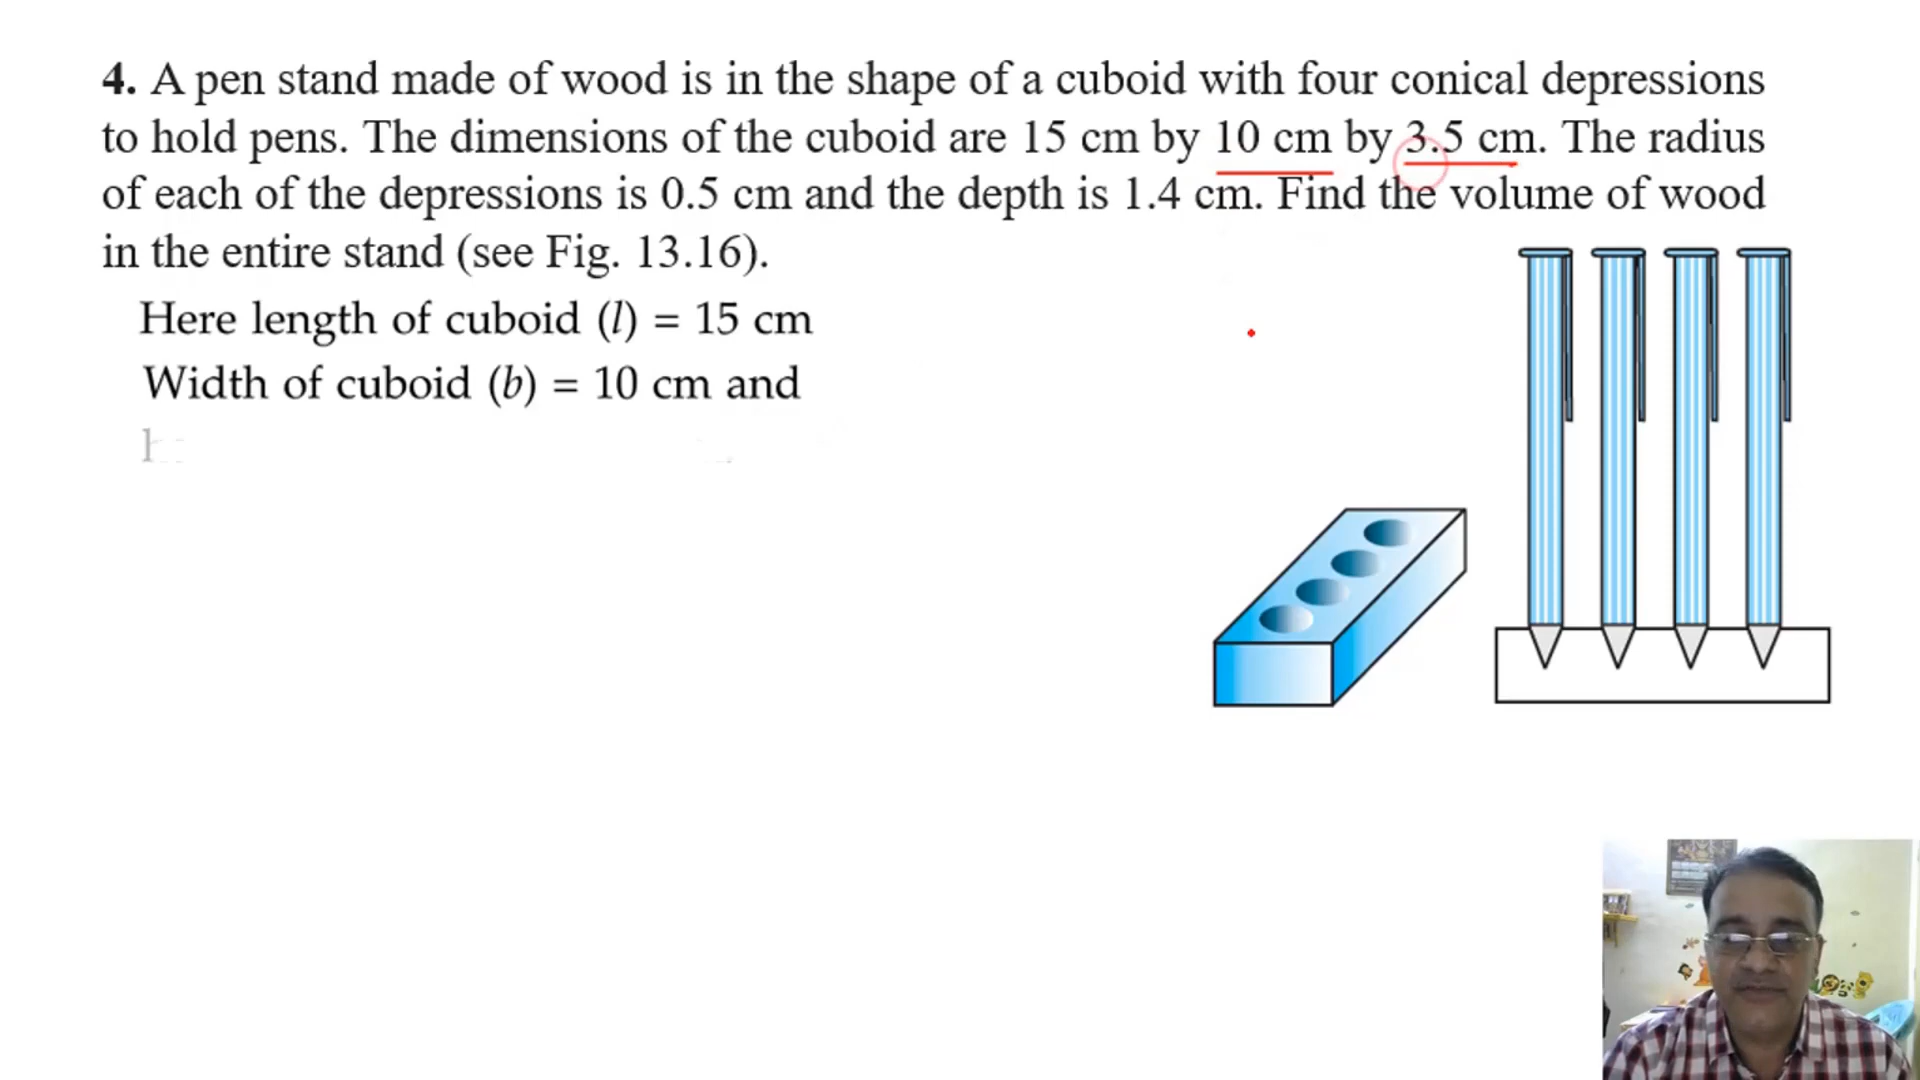 4. A pen stand made of wood is in the shape of a cuboid with four conical depressions
to hold pens. The dimensions of the cuboid are 15 cm by 10 cm by 3.5 cm. The radius
of each of the depressions is 0.5 cm and the depth is 1.4 cm. Find the volume of wood
in the entire stand (see Fig. 13.16).
Here length of cuboid (l) = 15 cm
Width of cuboid (b) = 10 cm and